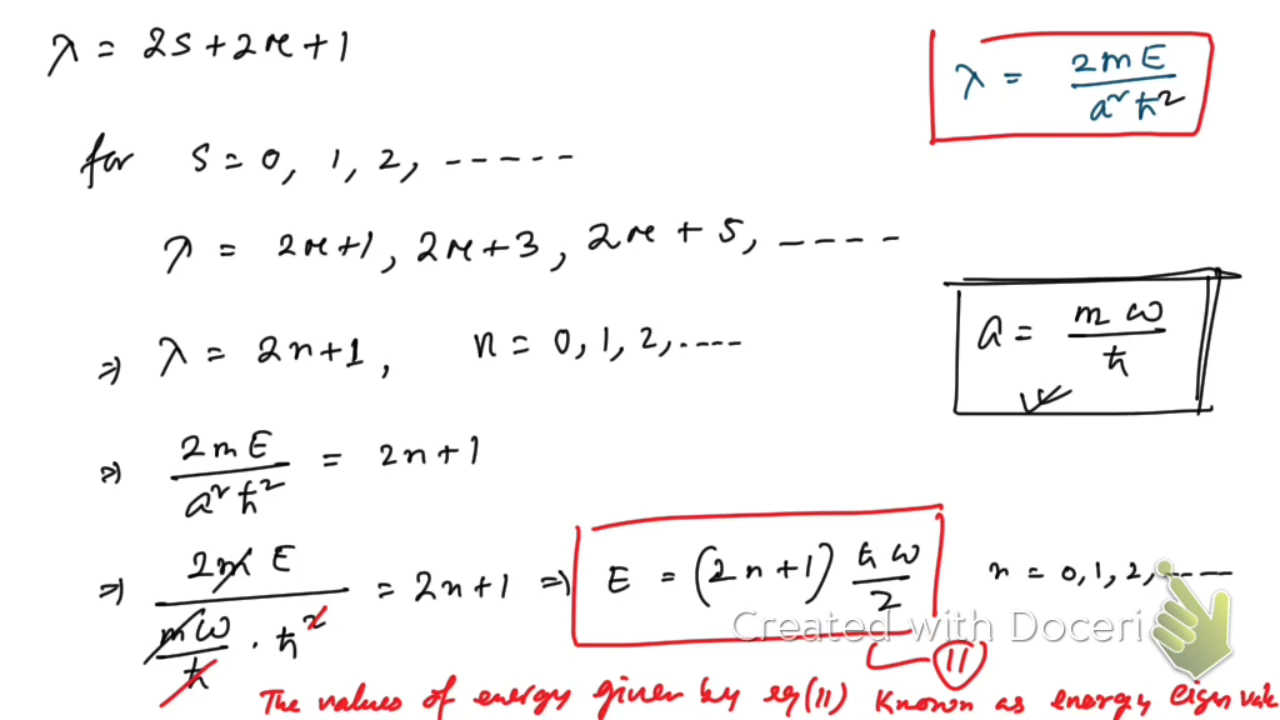 λ = 2s + 2r + 1
λ = 2mE / a²ħ²
for s = 0, 1, 2, ------
λ = 2r+1, 2r+3, 2r+5, ----
a = mω / ħ
⇒ λ = 2n+1, n = 0, 1, 2, ....
⇒ 2mE / a²ħ² = 2n+1
⇒ 2mE / (mω/ħ · ħ²) = 2n+1 ⇒ E = (2n+1) ħω/2 n = 0, 1, 2, -----
Created with Doceri
11
The values of energy given by eq(11) known as energy eigen value